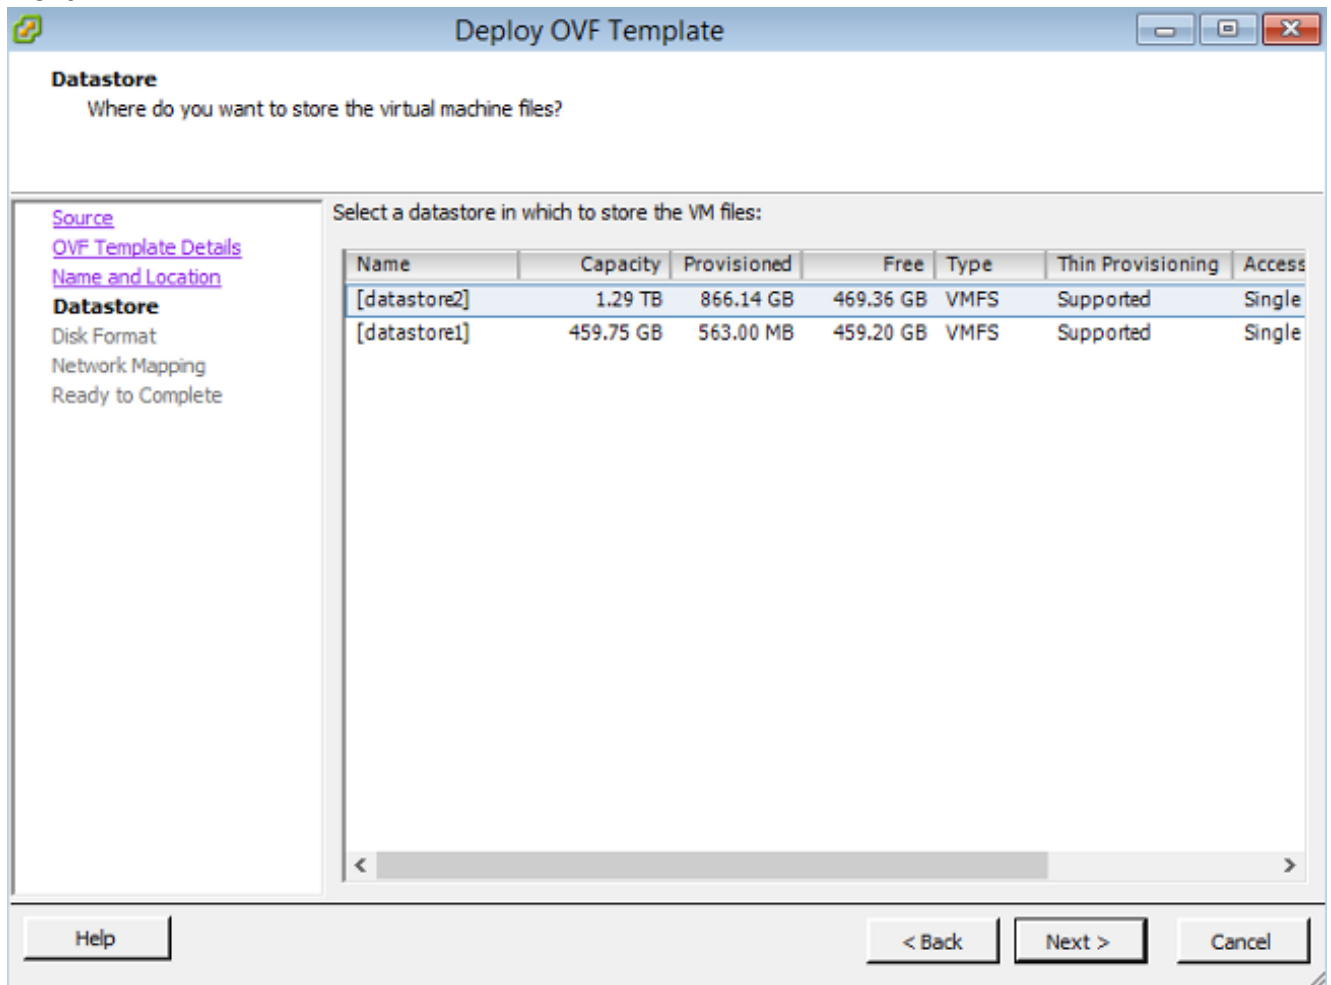 Deploy OVF Template
Datastore
Where do you want to store the virtual machine files?
Source
OVF Template Details
Name and Location
Datastore
Disk Format
Network Mapping
Ready to Complete
Select a datastore in which to store the VM files:
Name Capacity Provisioned Free Type Thin Provisioning Access
[datastore2] 1.29 TB 866.14 GB 469.36 GB VMFS Supported Single
[datastore1] 459.75 GB 563.00 MB 459.20 GB VMFS Supported Single
Help < Back Next > Cancel